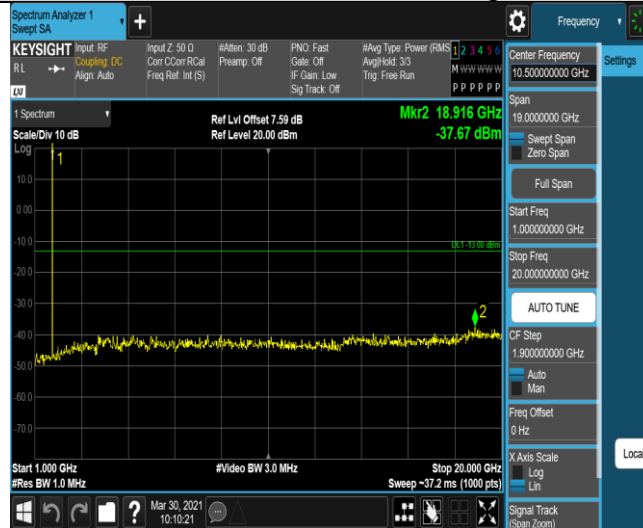 Spectrum Analyzer 1
Swept SA
Frequency
KEYSIGHT
RL
LXI
Input: RF
Coupling: DC
Align: Auto
Input Z: 50 Ω
Corr CCorr RCal
Freq Ref: Int (S)
#Atten: 30 dB
Preamp: Off
PNO: Fast
Gate: Off
IF Gain: Low
Sig Track: Off
#Avg Type: Power (RMS
Avg|Hold: 3/3
Trig: Free Run
1 2 3 4 5 6
M W W W W W
P P P P P P
1 Spectrum
Scale/Div 10 dB
Ref Lvl Offset 7.59 dB
Ref Level 20.00 dBm
Mkr2 18.916 GHz
-37.67 dBm
Log
1
10.0
0.00
-10.0
DL1 -13.00 dBm
-20.0
-30.0
2
-40.0
-50.0
-60.0
-70.0
Start 1.000 GHz
#Res BW 1.0 MHz
#Video BW 3.0 MHz
Stop 20.000 GHz
Sweep ~37.2 ms (1000 pts)
Mar 30, 2021
10:10:21
?
Center Frequency
10.500000000 GHz
Span
19.0000000 GHz
Swept Span
Zero Span
Full Span
Start Freq
1.000000000 GHz
Stop Freq
20.000000000 GHz
AUTO TUNE
CF Step
1.900000000 GHz
Auto
Man
Freq Offset
0 Hz
X Axis Scale
Log
Lin
Signal Track
(Span Zoom)
Settings
Loca